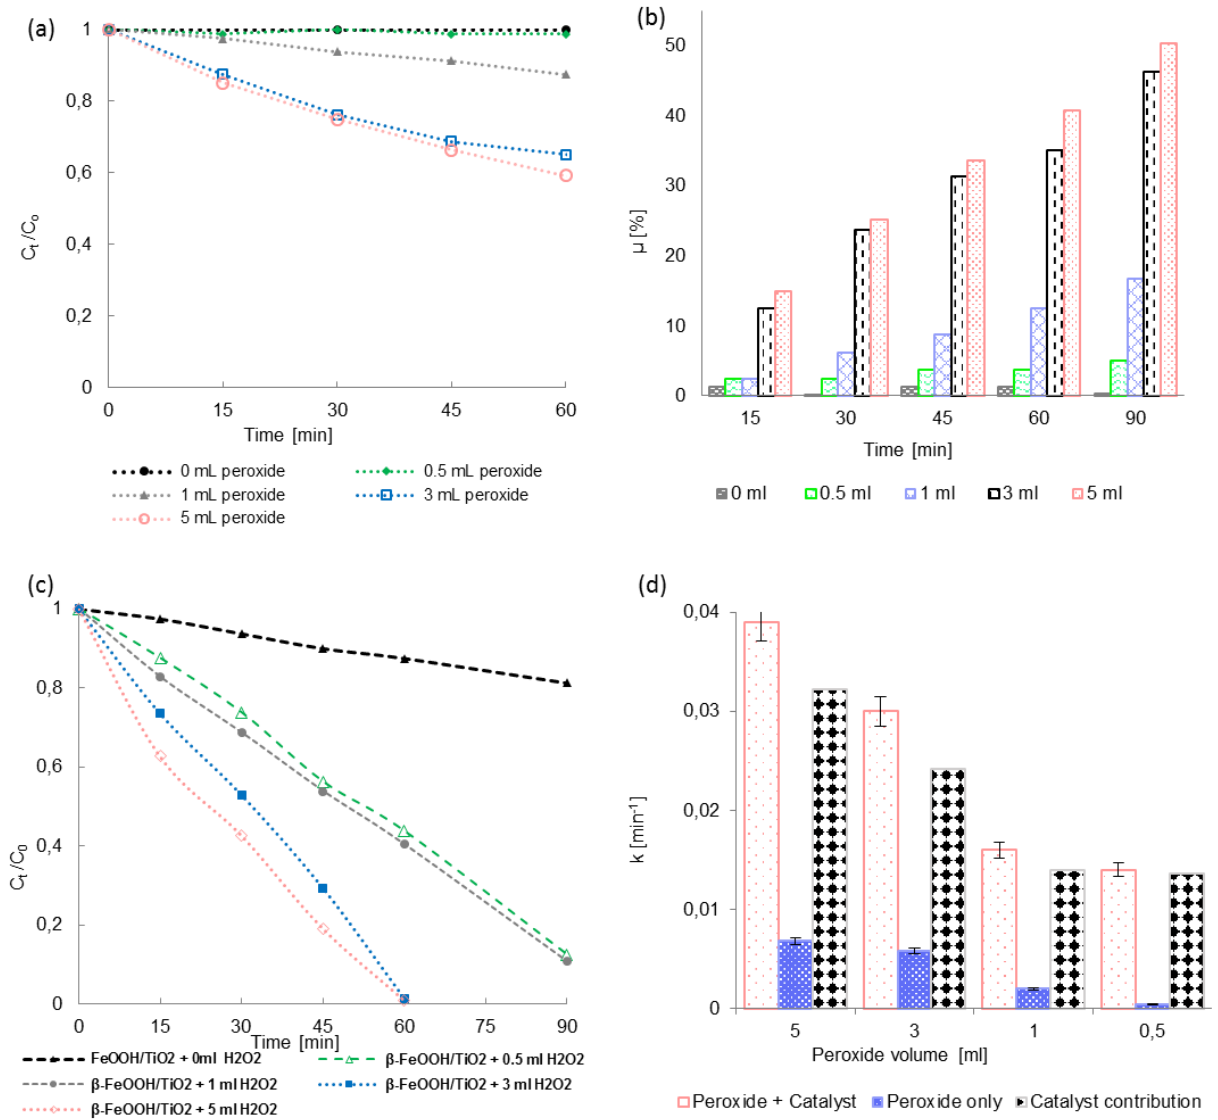 (a)
1
0,8
0,6
0,4
0,2
0
Ct /Co
0 15 30 45 60
Time [min]
0 mL peroxide 0.5 mL peroxide
1 mL peroxide 3 mL peroxide
5 mL peroxide
(b)
50
40
30
20
10
0
µ [%]
15 30 45 60 90
Time [min]
0 ml 0.5 ml 1 ml 3 ml 5 ml
(c)
1
0,8
0,6
0,4
0,2
0
Ct /C0
0 15 30 45 60 75 90
Time [min]
FeOOH/TiO2 + 0ml H2O2 β-FeOOH/TiO2 + 0.5 ml H2O2
β-FeOOH/TiO2 + 1 ml H2O2 β-FeOOH/TiO2 + 3 ml H2O2
β-FeOOH/TiO2 + 5 ml H2O2
(d)
0,04
0,03
0,02
0,01
0
k [min-1]
5 3 1 0,5
Peroxide volume [ml]
Peroxide + Catalyst Peroxide only Catalyst contribution